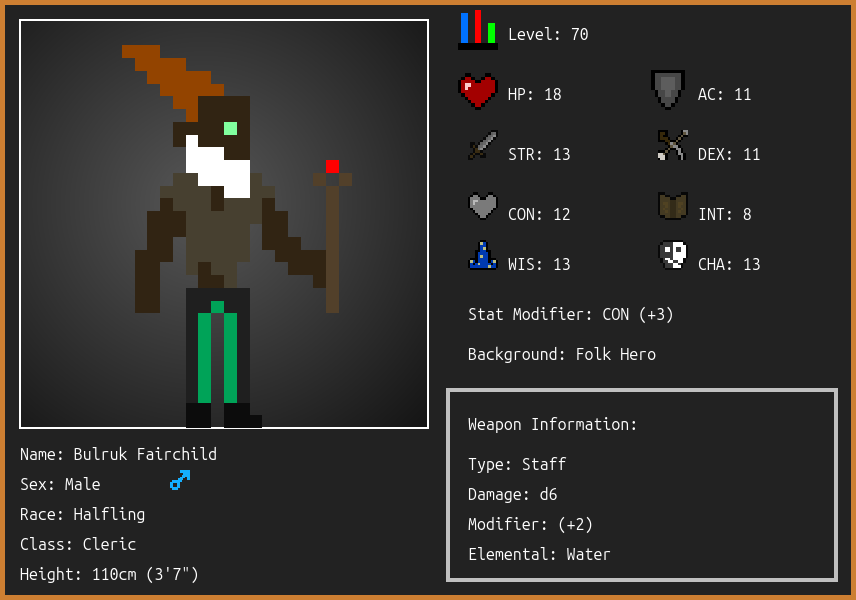 Level: 70
HP: 18
AC: 11
STR: 13
DEX: 11
CON: 12
INT: 8
WIS: 13
CHA: 13
Stat Modifier: CON (+3)
Background: Folk Hero
Weapon Information:
Type: Staff
Damage: d6
Modifier: (+2)
Elemental: Water
Name: Bulruk Fairchild
Sex: Male
Race: Halfling
Class: Cleric
Height: 110cm (3'7")